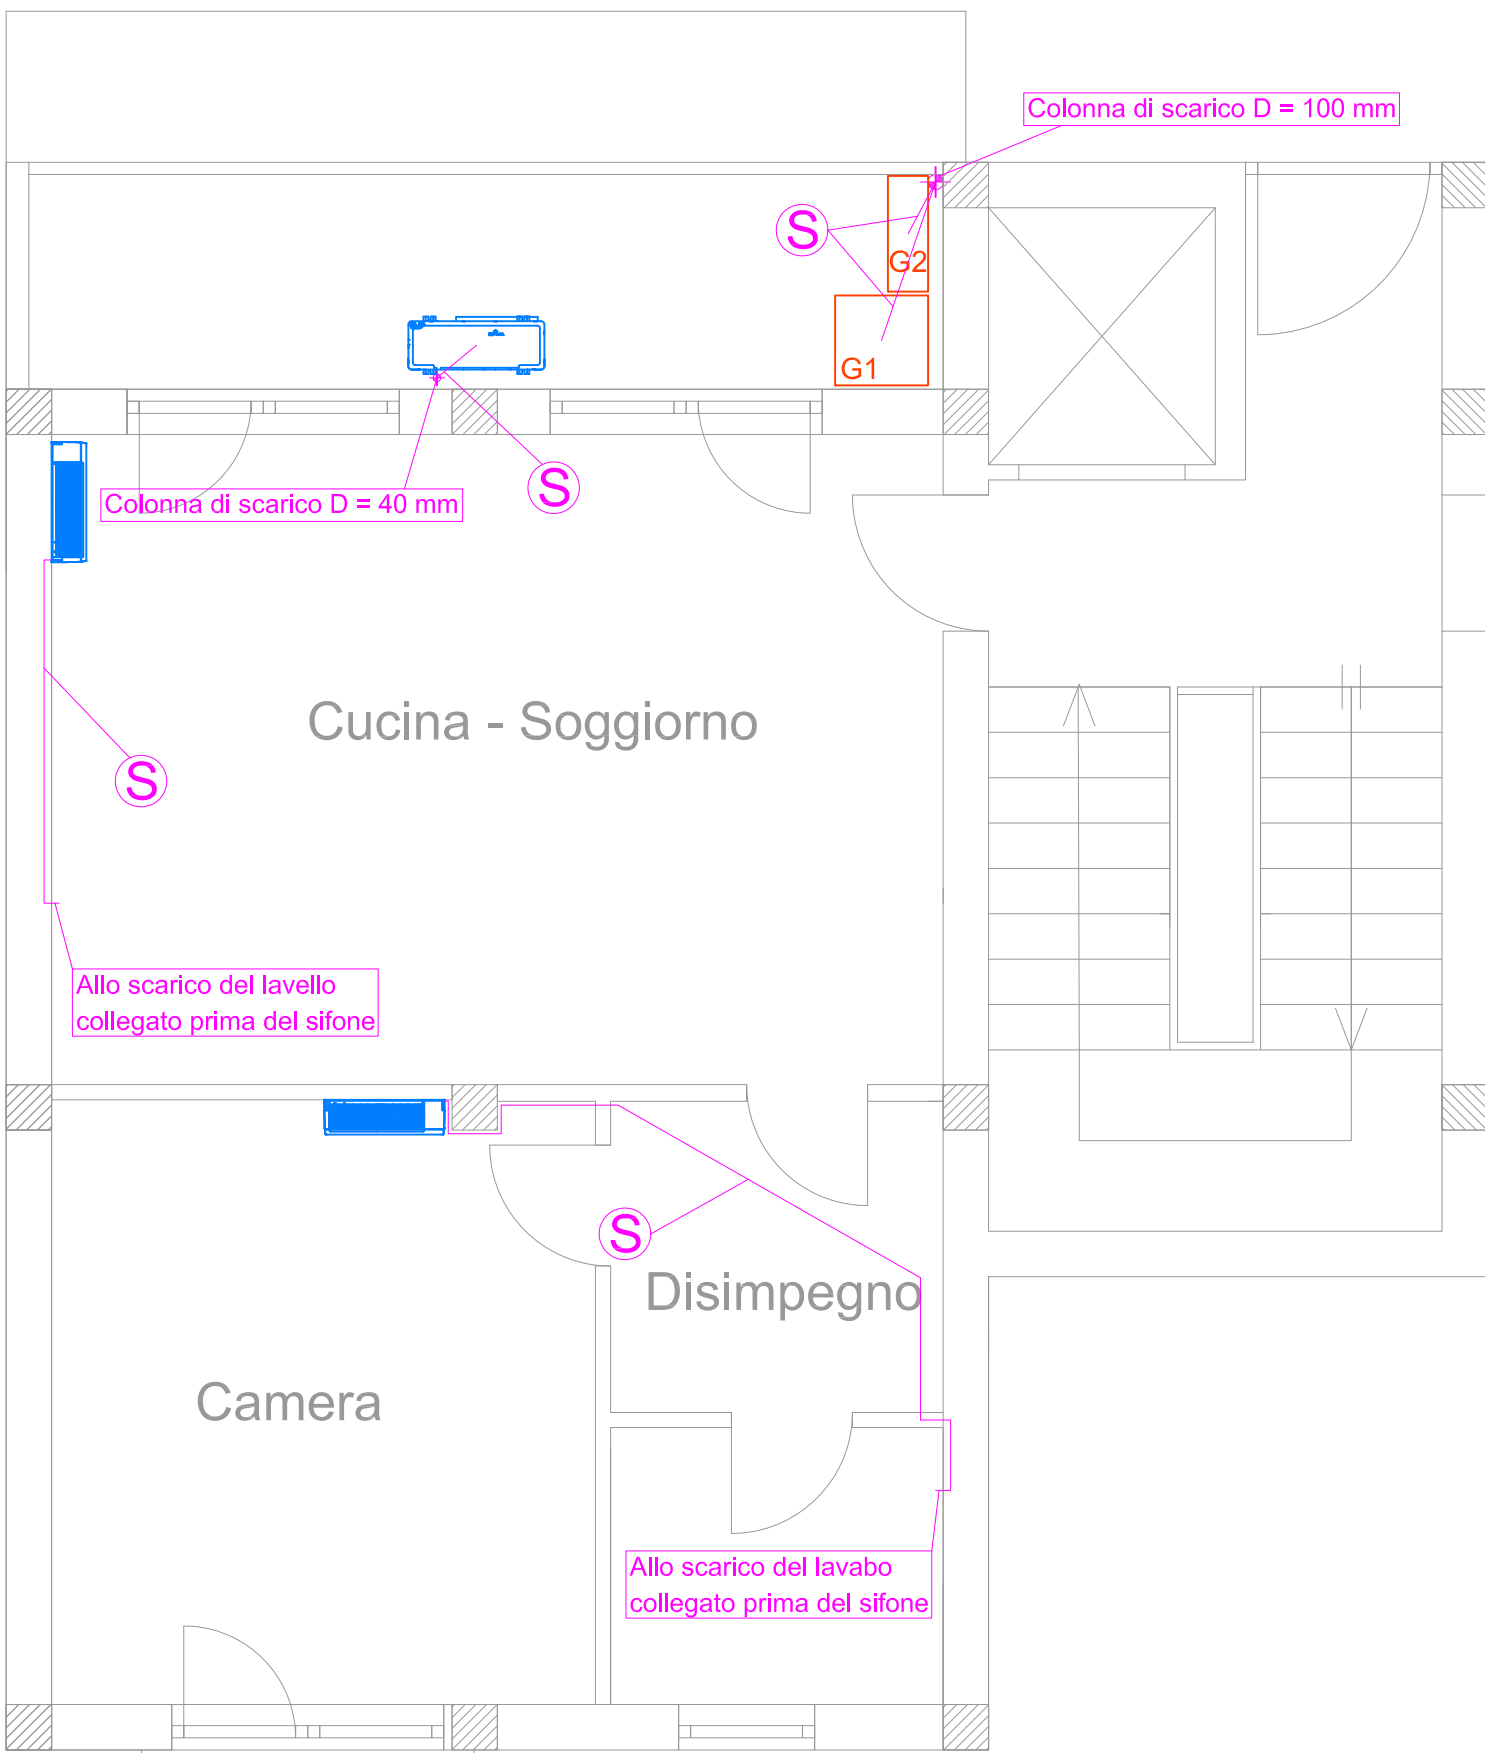 Colonna di scarico D = 100 mm
S
G2
G1
S
Colonna di scarico D = 40 mm
Cucina - Soggiorno
S
Allo scarico del lavello
collegato prima del sifone
S
Disimpegno
Camera
Allo scarico del lavabo
collegato prima del sifone